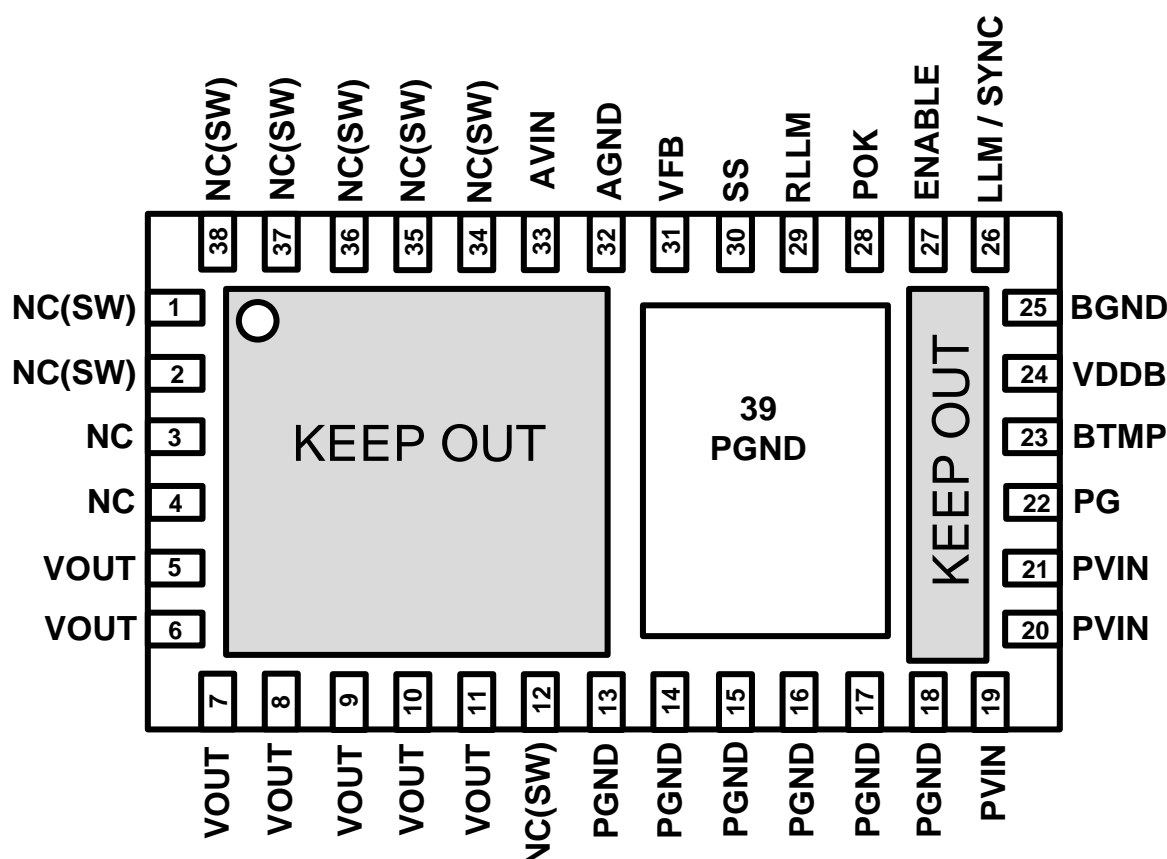 NC(SW)
NC(SW)
NC(SW)
NC(SW)
NC(SW)
AVIN
AGND
VFB
SS
RLLM
POK
ENABLE
LLM / SYNC
38
37
36
35
34
33
32
31
30
29
28
27
26
NC(SW) 1
NC(SW) 2
NC 3
NC 4
VOUT 5
VOUT 6
KEEP OUT
39
PGND
KEEP OUT
25 BGND
24 VDDB
23 BTMP
22 PG
21 PVIN
20 PVIN
7
8
9
10
11
12
13
14
15
16
17
18
19
VOUT
VOUT
VOUT
VOUT
VOUT
NC(SW)
PGND
PGND
PGND
PGND
PGND
PGND
PVIN